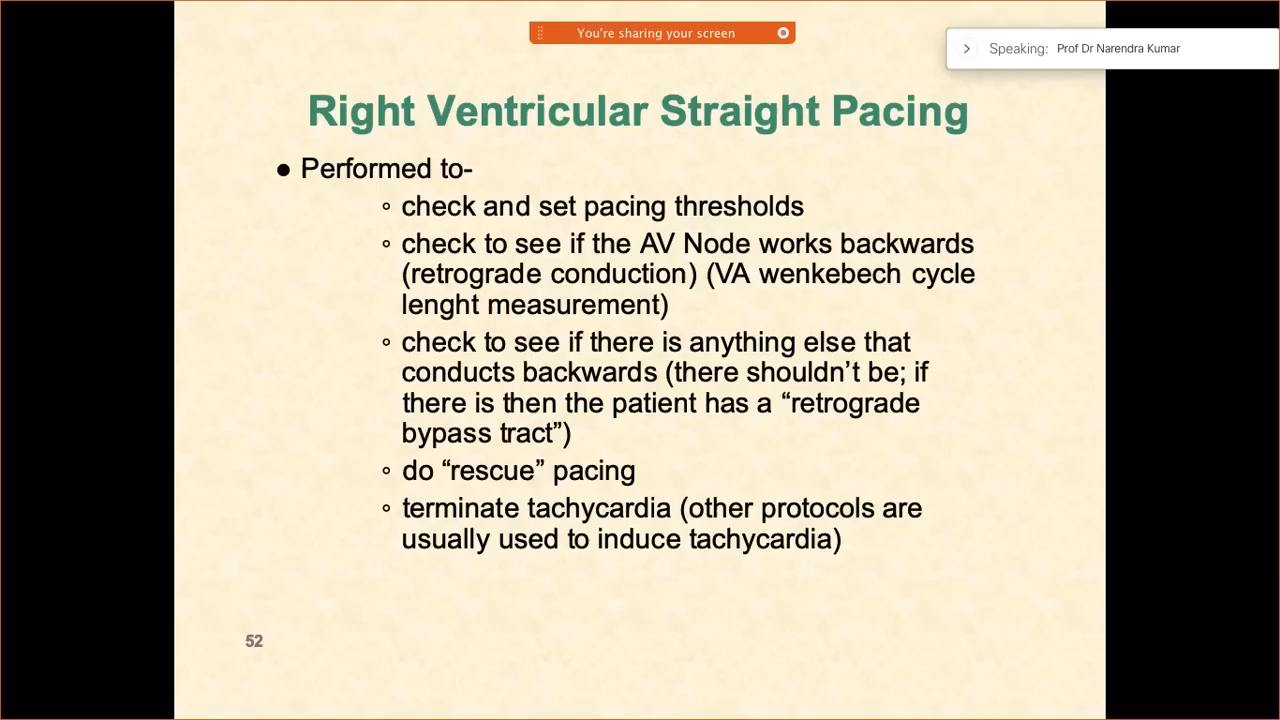 You're sharing your screen
Speaking: Prof Dr Narendra Kumar
Right Ventricular Straight Pacing
● Performed to-
◦ check and set pacing thresholds
◦ check to see if the AV Node works backwards
(retrograde conduction) (VA wenkebech cycle
lenght measurement)
◦ check to see if there is anything else that
conducts backwards (there shouldn’t be; if
there is then the patient has a “retrograde
bypass tract”)
◦ do “rescue” pacing
◦ terminate tachycardia (other protocols are
usually used to induce tachycardia)
52